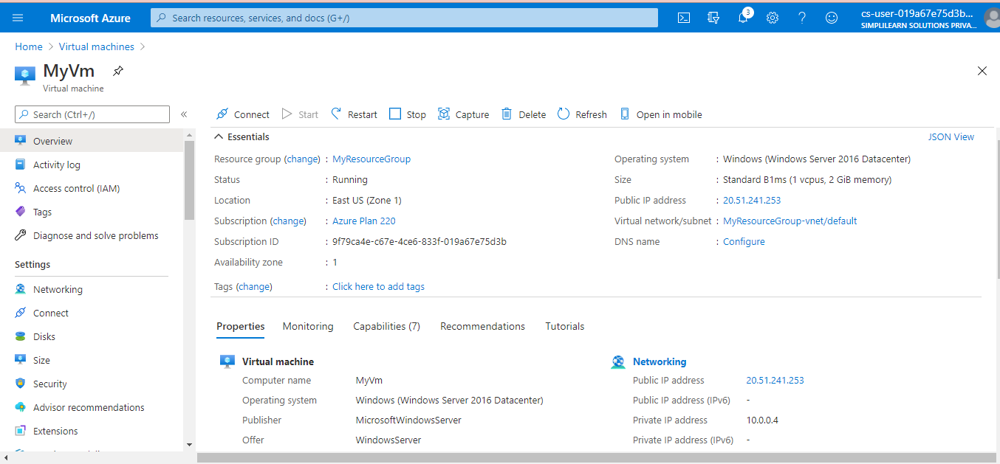 Microsoft Azure
Search resources, services, and docs (G+/)
3
cs-user-019a67e75d3b...
SIMPLILEARN SOLUTIONS PRIVA...
Home > Virtual machines >
MyVm
Virtual machine
Search (Ctrl+/)
«
Connect Start Restart Stop Capture Delete Refresh Open in mobile
Overview
Activity log
Access control (IAM)
Tags
Diagnose and solve problems
Settings
Networking
Connect
Disks
Size
Security
Advisor recommendations
Extensions
Essentials
JSON View
Resource group (change) : MyResourceGroup
Status : Running
Location : East US (Zone 1)
Subscription (change) : Azure Plan 220
Subscription ID : 9f79ca4e-c67e-4ce6-833f-019a67e75d3b
Availability zone : 1
Tags (change) : Click here to add tags
Operating system : Windows (Windows Server 2016 Datacenter)
Size : Standard B1ms (1 vcpus, 2 GiB memory)
Public IP address : 20.51.241.253
Virtual network/subnet : MyResourceGroup-vnet/default
DNS name : Configure
Properties Monitoring Capabilities (7) Recommendations Tutorials
Virtual machine
Computer name MyVm
Operating system Windows (Windows Server 2016 Datacenter)
Publisher MicrosoftWindowsServer
Offer WindowsServer
Networking
Public IP address 20.51.241.253
Public IP address (IPv6) -
Private IP address 10.0.0.4
Private IP address (IPv6) -